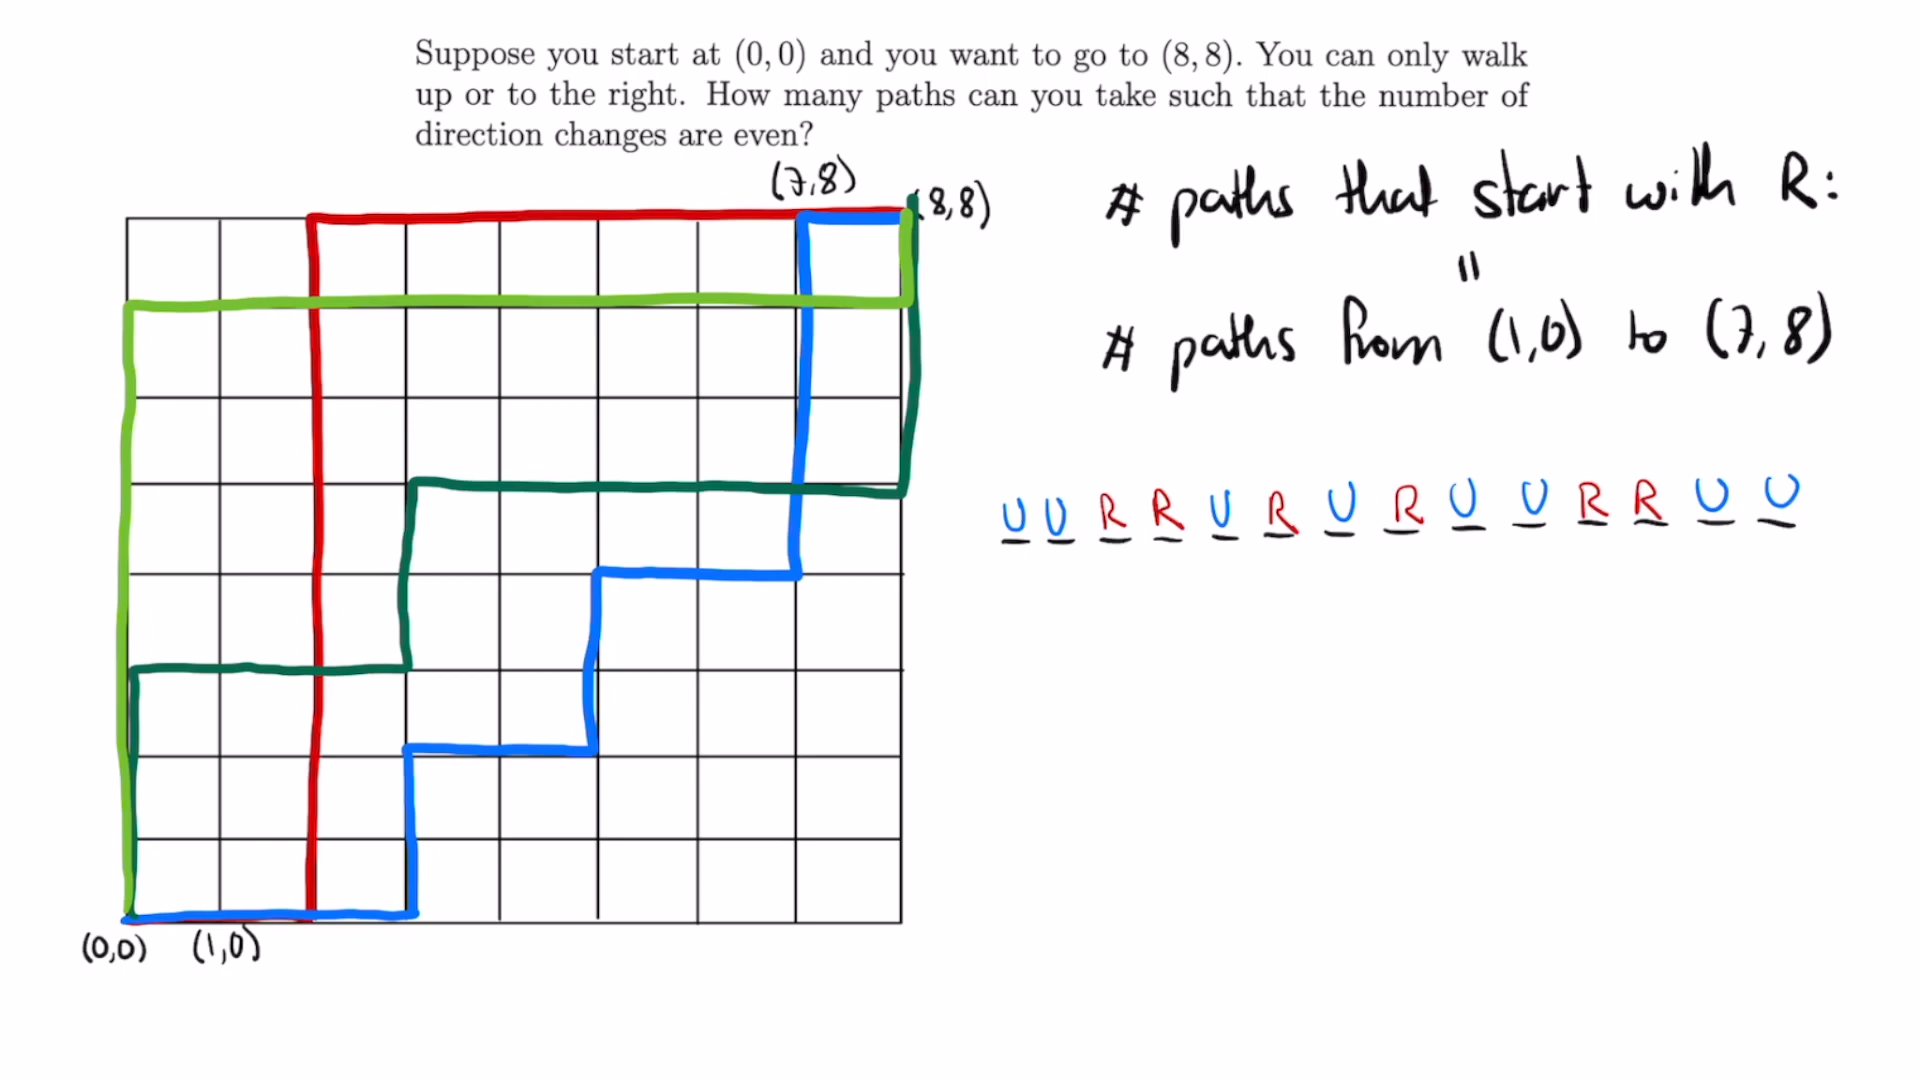 Suppose you start at (0, 0) and you want to go to (8, 8). You can only walk
up or to the right. How many paths can you take such that the number of
direction changes are even?
(7,8)
(8,8)
# paths that start with R:
"
# paths from (1,0) to (7,8)
U U R R U R U R U U R R U U
(0,0) (1,0)